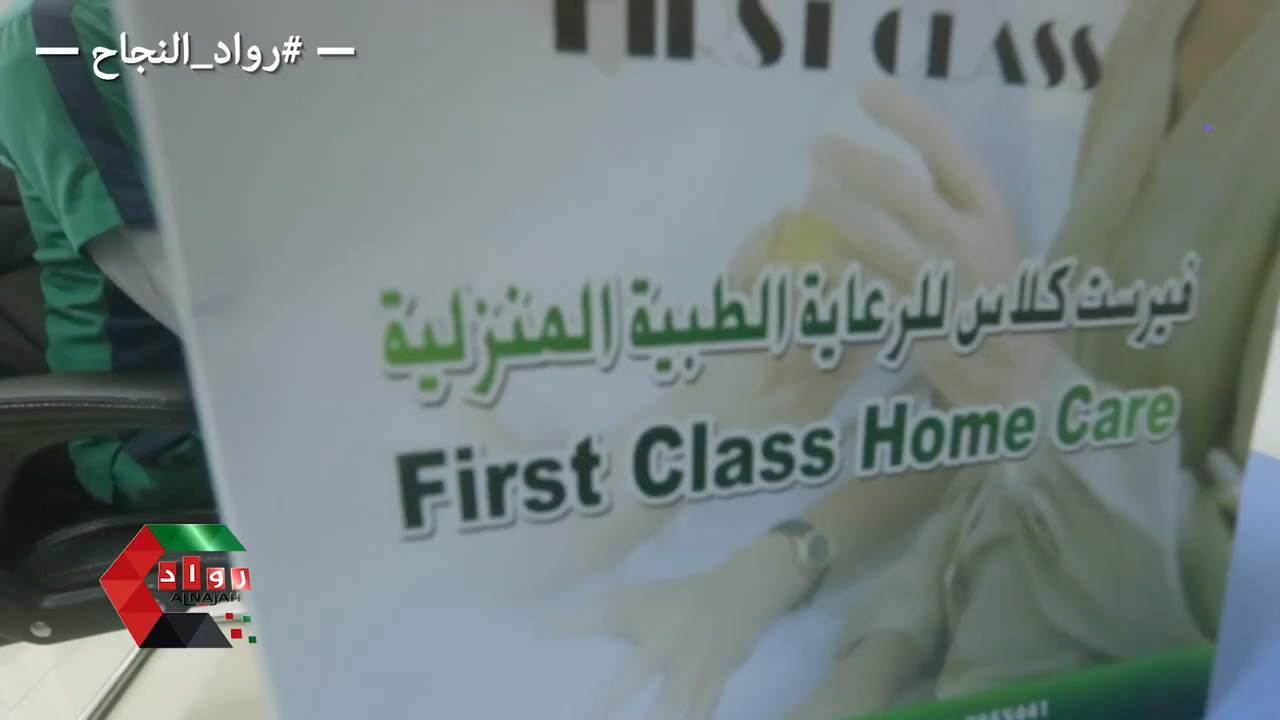 #رواد_النجاح
FIRST CLASS
فيرست كلاس للرعاية الطبية المنزلية
First Class Home Care
رواد
ALNAJAH